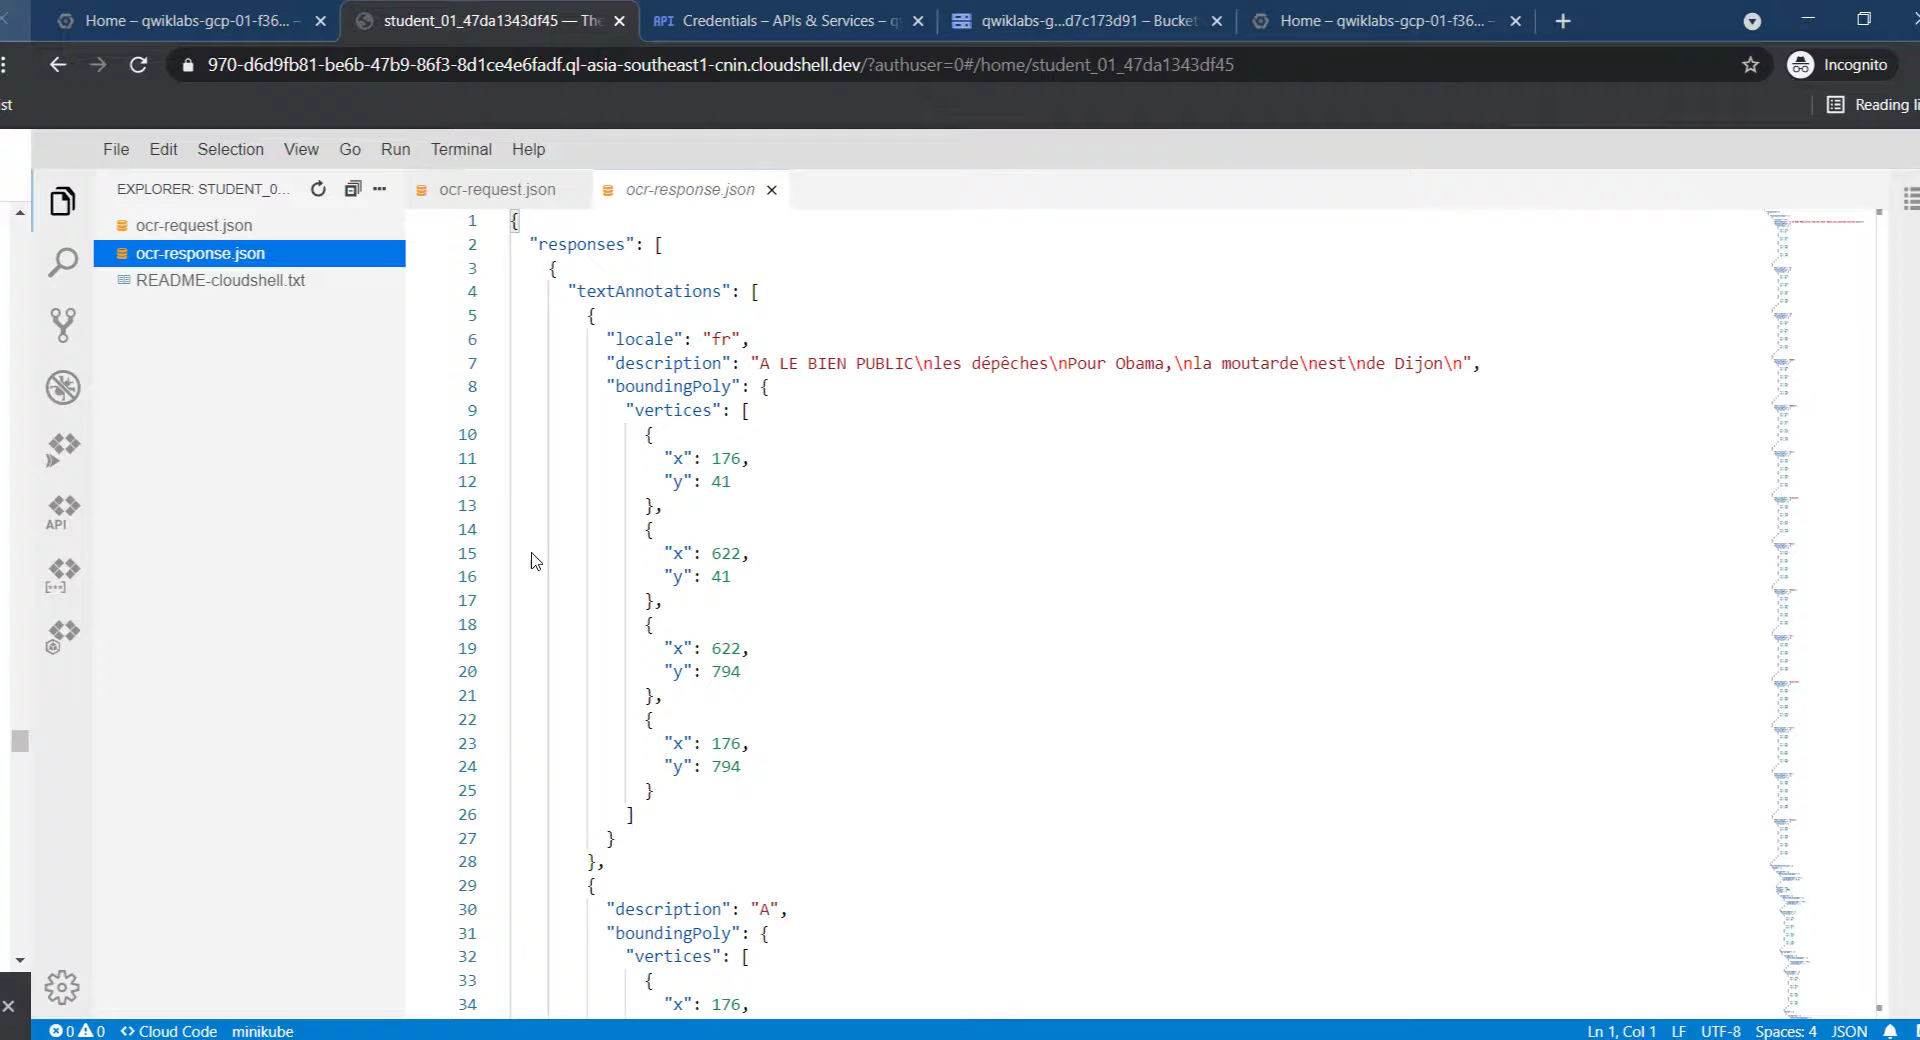 Home – qwiklabs-gcp-01-f36... –
student_01_47da1343df45 — The
API Credentials – APIs & Services – q
qwiklabs-g...d7c173d91 – Bucket
Home – qwiklabs-gcp-01-f36... –
970-d6d9fb81-be6b-47b9-86f3-8d1ce4e6fadf.ql-asia-southeast1-cnin.cloudshell.dev/?authuser=0#/home/student_01_47da1343df45
Incognito
st
Reading li
File Edit Selection View Go Run Terminal Help
EXPLORER: STUDENT_0...
ocr-request.json
ocr-response.json
ocr-request.json
ocr-response.json
README-cloudshell.txt
API
1 {
2 "responses": [
3 {
4 "textAnnotations": [
5 {
6 "locale": "fr",
7 "description": "A LE BIEN PUBLIC\nles dépêches\nPour Obama,\nla moutarde\nest\nde Dijon\n",
8 "boundingPoly": {
9 "vertices": [
10 {
11 "x": 176,
12 "y": 41
13 },
14 {
15 "x": 622,
16 "y": 41
17 },
18 {
19 "x": 622,
20 "y": 794
21 },
22 {
23 "x": 176,
24 "y": 794
25 }
26 ]
27 }
28 },
29 {
30 "description": "A",
31 "boundingPoly": {
32 "vertices": [
33 {
34 "x": 176,
0 0 <> Cloud Code minikube
Ln 1, Col 1 LF UTF-8 Spaces: 4 JSON